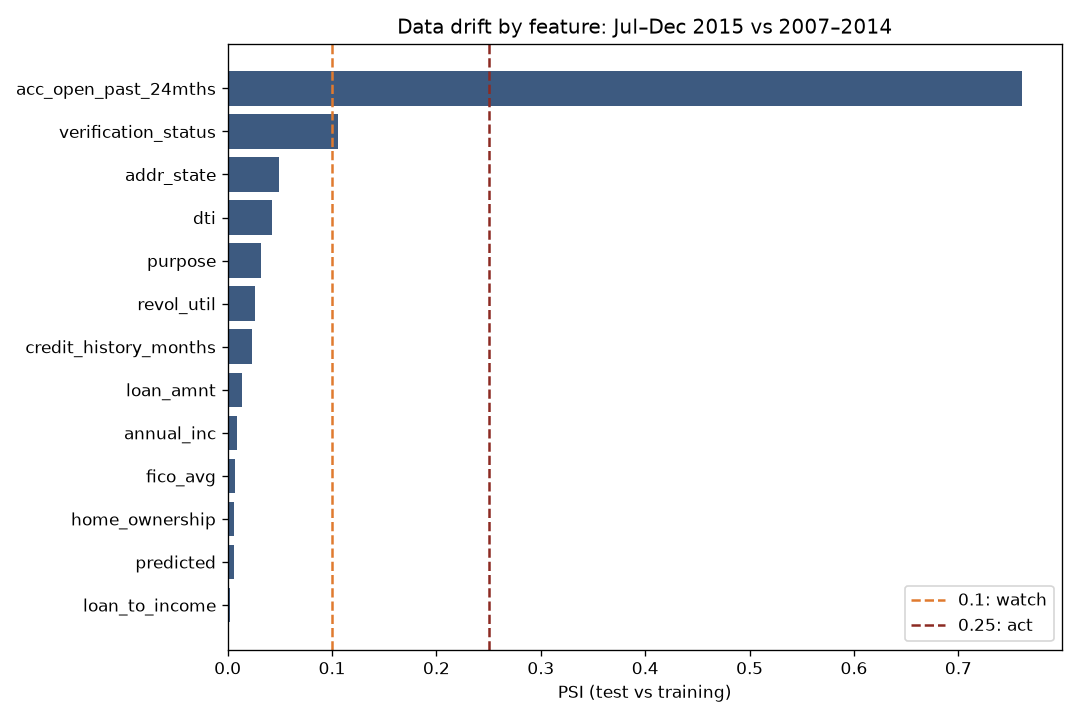 Data drift by feature: Jul–Dec 2015 vs 2007–2014
acc_open_past_24mths
verification_status
addr_state
dti
purpose
revol_util
credit_history_months
loan_amnt
annual_inc
fico_avg
home_ownership
predicted
loan_to_income
0.1: watch
0.25: act
0.0 0.1 0.2 0.3 0.4 0.5 0.6 0.7
PSI (test vs training)